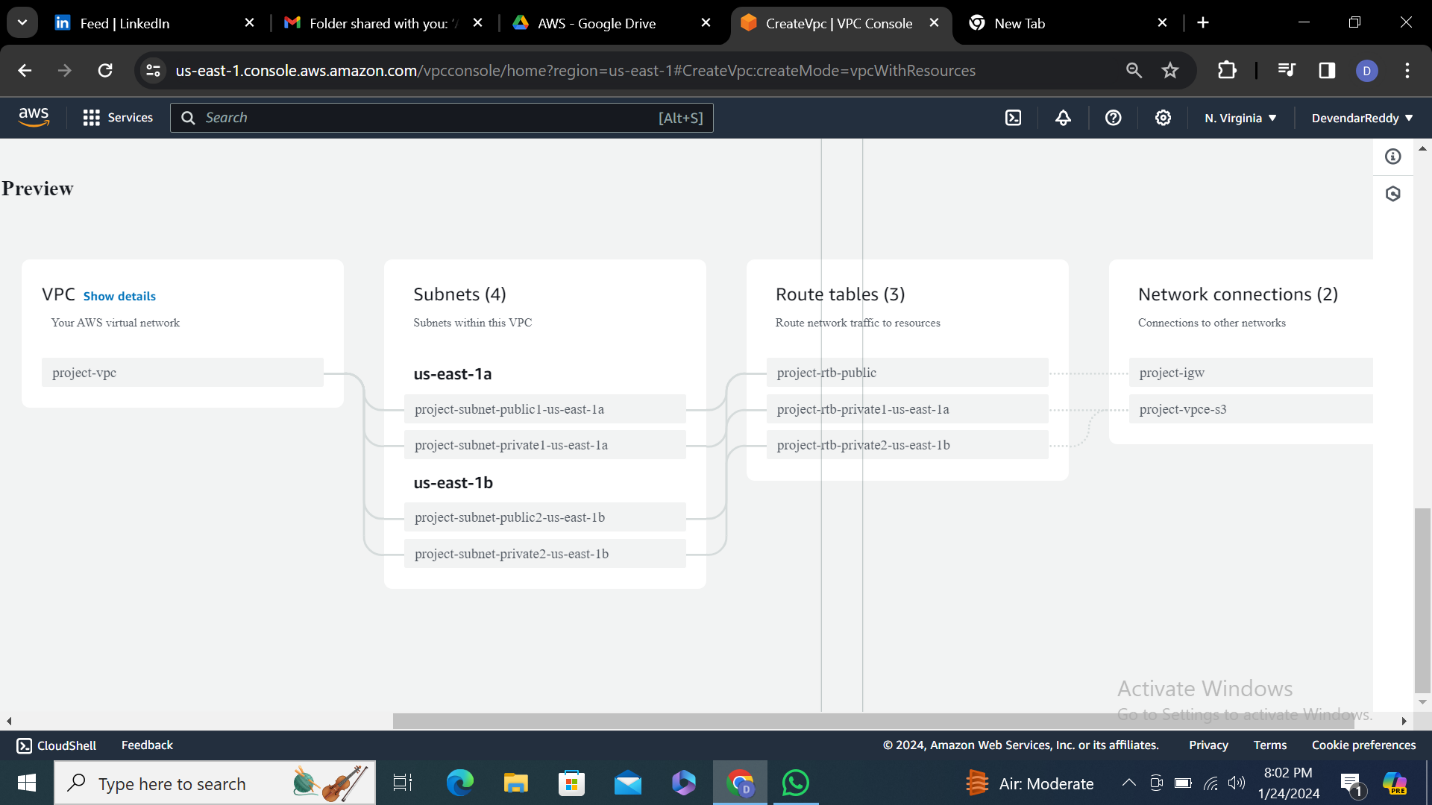 Feed | LinkedIn
Folder shared with you: 'A
AWS - Google Drive
CreateVpc | VPC Console
New Tab
us-east-1.console.aws.amazon.com/vpcconsole/home?region=us-east-1#CreateVpc:createMode=vpcWithResources
D
aws
Services
Search
[Alt+S]
N. Virginia
DevendarReddy
Preview
VPC Show details
Your AWS virtual network
project-vpc
Subnets (4)
Subnets within this VPC
us-east-1a
project-subnet-public1-us-east-1a
project-subnet-private1-us-east-1a
us-east-1b
project-subnet-public2-us-east-1b
project-subnet-private2-us-east-1b
Route tables (3)
Route network traffic to resources
project-rtb-public
project-rtb-private1-us-east-1a
project-rtb-private2-us-east-1b
Network connections (2)
Connections to other networks
project-igw
project-vpce-s3
Activate Windows
Go to Settings to activate Windows.
CloudShell
Feedback
© 2024, Amazon Web Services, Inc. or its affiliates.
Privacy
Terms
Cookie preferences
Type here to search
D
Air: Moderate
8:02 PM
1/24/2024
1
PRE